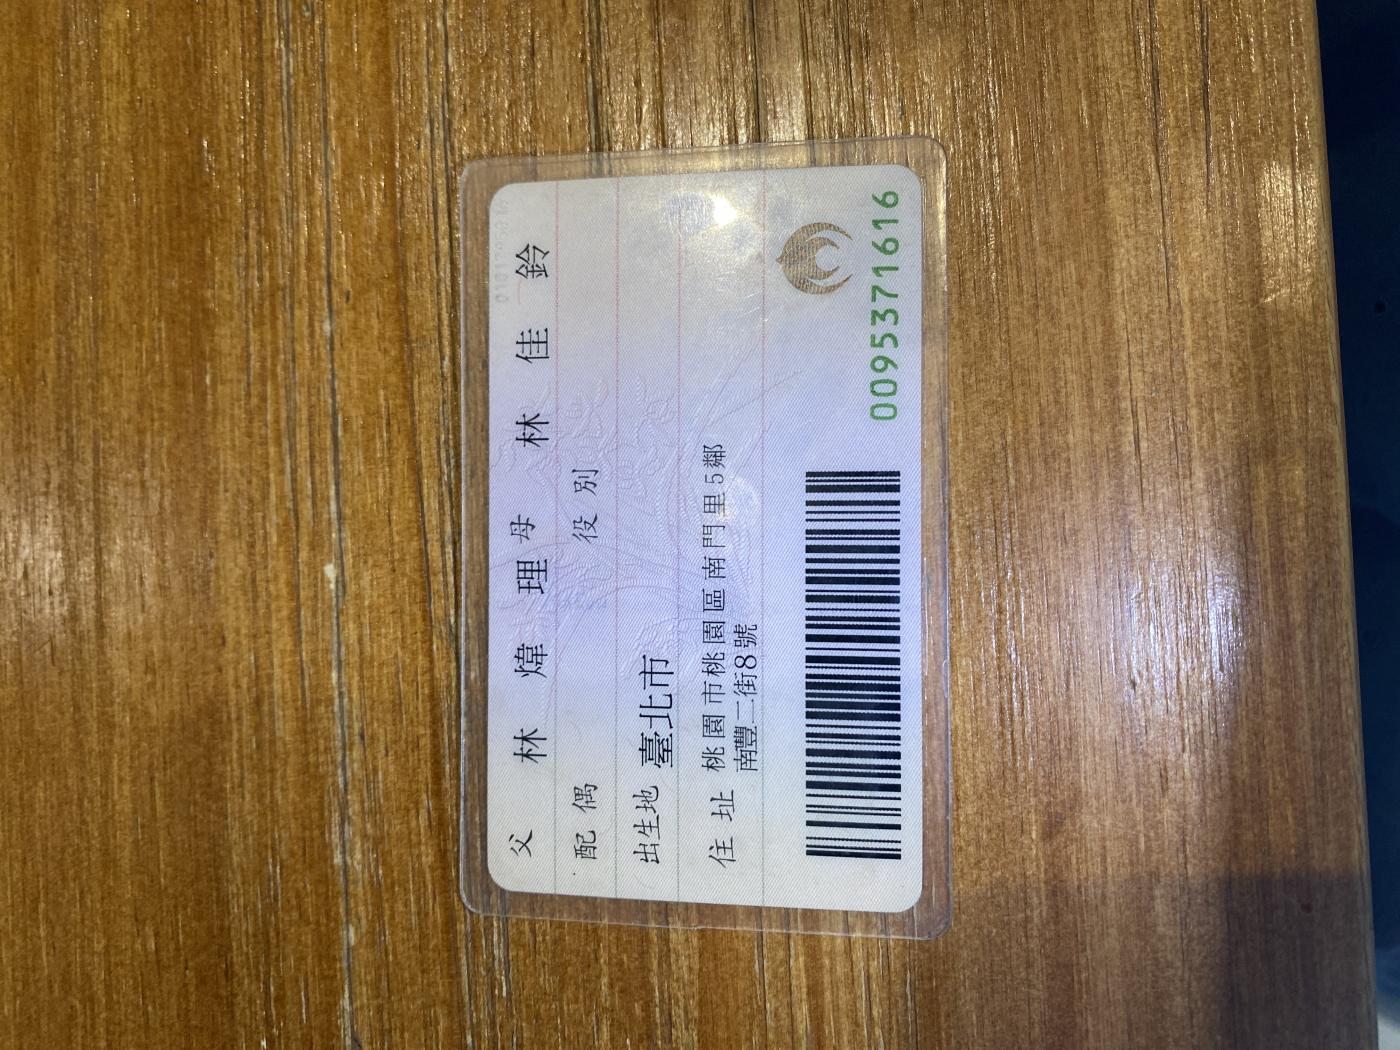 父 林 煒 理 母 林 佳 鈴
配偶 役別
出生地 臺北市
住址 桃園市桃園區南門里5鄰
南豐二街8號
0095371616